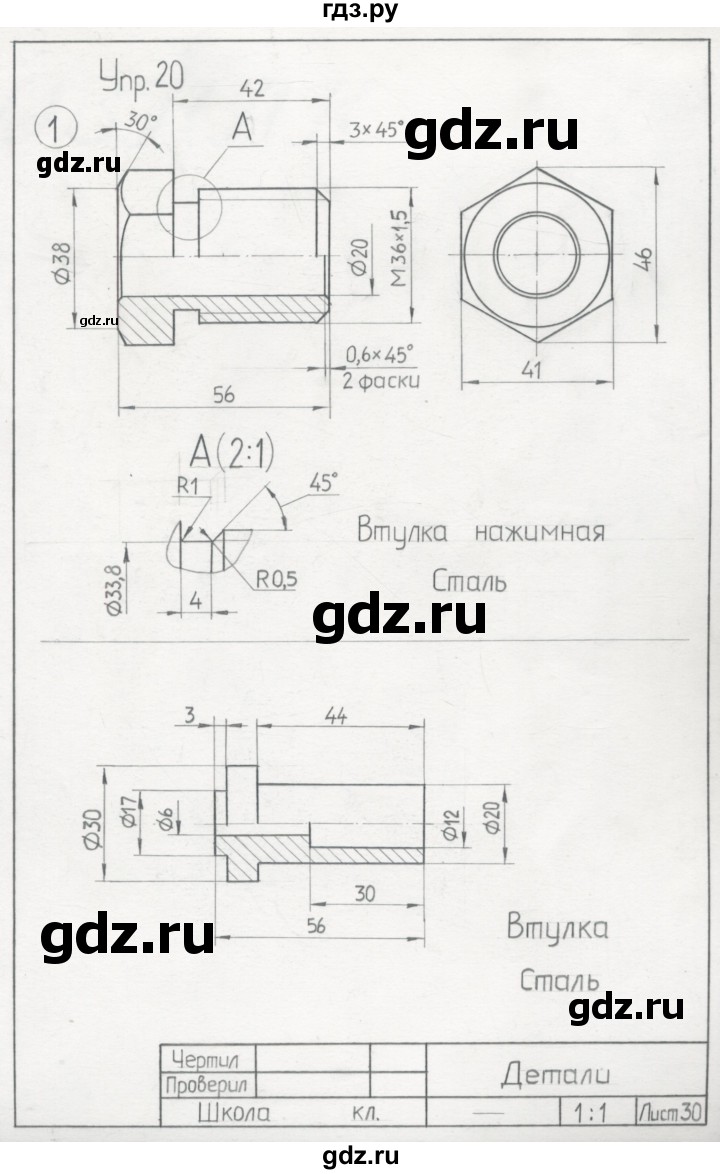 гдз.ру
Упр. 20
42
1
30°
А
3×45°
gdz.ru
gdz.ru
Ø38
Ø20
М36×1,5
46
gdz.ru
0,6×45°
2 фаски
41
56
А(2:1)
R1
45°
Втулка нажимная
Ø33,8
R0,5
Сталь
4
gdz.ru
3
44
Ø30
Ø17
Ø6
Ø12
Ø20
30
56
gdz.ru
Втулка
Сталь
gdz.ru
Чертил
Проверил
Детали
Школа кл.
—
1:1
Лист 30
gdz.ru